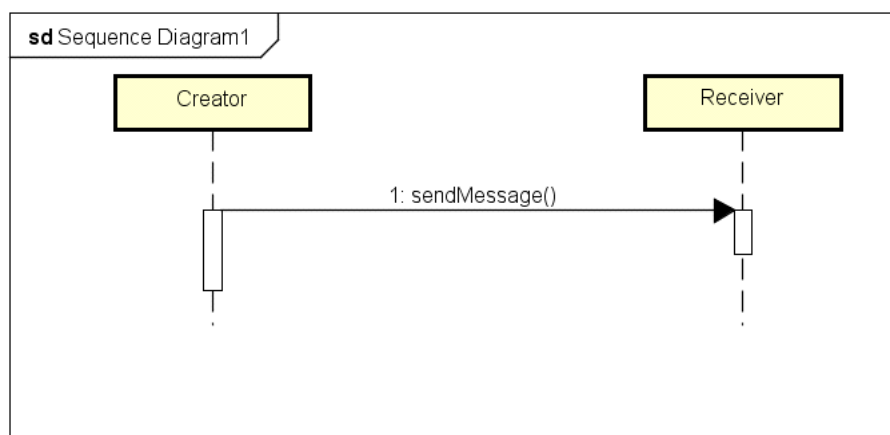 sd Sequence Diagram1
Creator
Receiver
1: sendMessage()